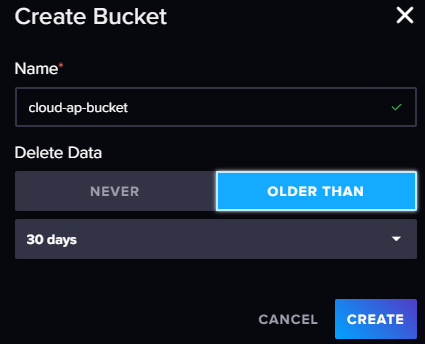 Create Bucket
Name*
cloud-ap-bucket
Delete Data
NEVER OLDER THAN
30 days
CANCEL CREATE